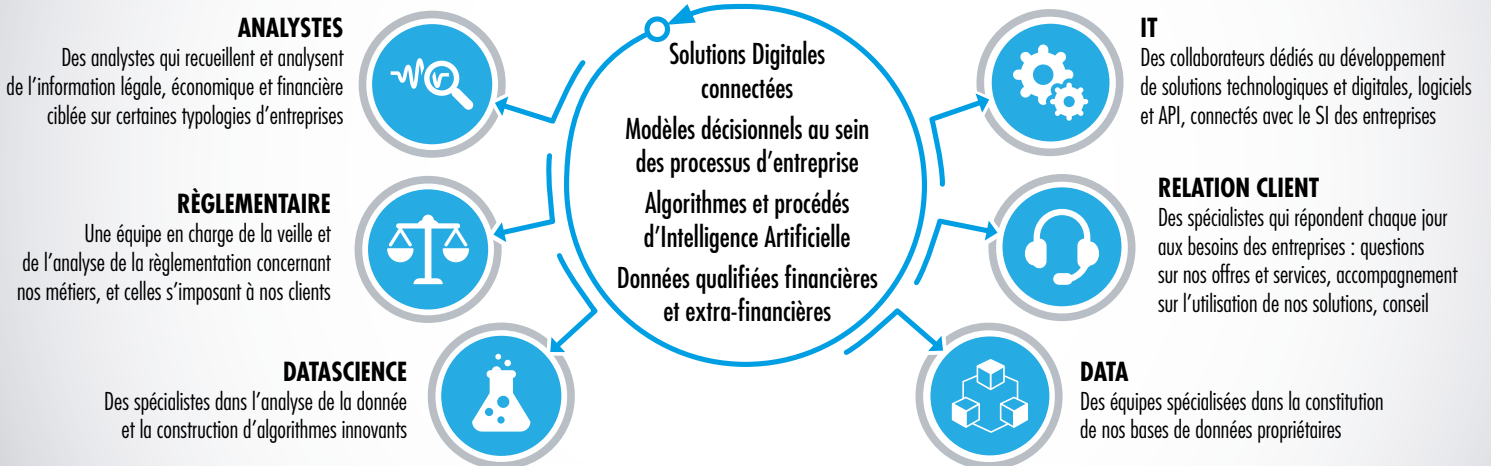 ANALYSTES
Des analystes qui recueillent et analysent
de l'information légale, économique et financière
ciblée sur certaines typologies d'entreprises
RÈGLEMENTAIRE
Une équipe en charge de la veille et
de l'analyse de la règlementation concernant
nos métiers, et celles s'imposant à nos clients
DATASCIENCE
Des spécialistes dans l'analyse de la donnée
et la construction d'algorithmes innovants
Solutions Digitales
connectées
Modèles décisionnels au sein
des processus d'entreprise
Algorithmes et procédés
d'Intelligence Artificielle
Données qualifiées financières
et extra-financières
IT
Des collaborateurs dédiés au développement
de solutions technologiques et digitales, logiciels
et API, connectés avec le SI des entreprises
RELATION CLIENT
Des spécialistes qui répondent chaque jour
aux besoins des entreprises : questions
sur nos offres et services, accompagnement
sur l'utilisation de nos solutions, conseil
DATA
Des équipes spécialisées dans la constitution
de nos bases de données propriétaires